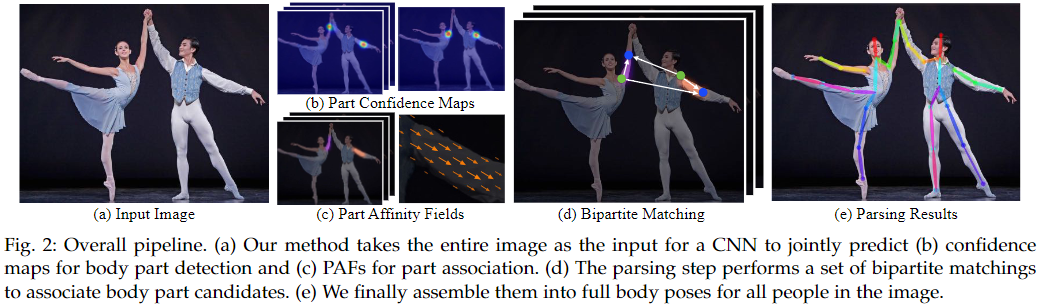 (b) Part Confidence Maps
(a) Input Image
(c) Part Affinity Fields
(d) Bipartite Matching
(e) Parsing Results
Fig. 2: Overall pipeline. (a) Our method takes the entire image as the input for a CNN to jointly predict (b) confidence
maps for body part detection and (c) PAFs for part association. (d) The parsing step performs a set of bipartite matchings
to associate body part candidates. (e) We finally assemble them into full body poses for all people in the image.